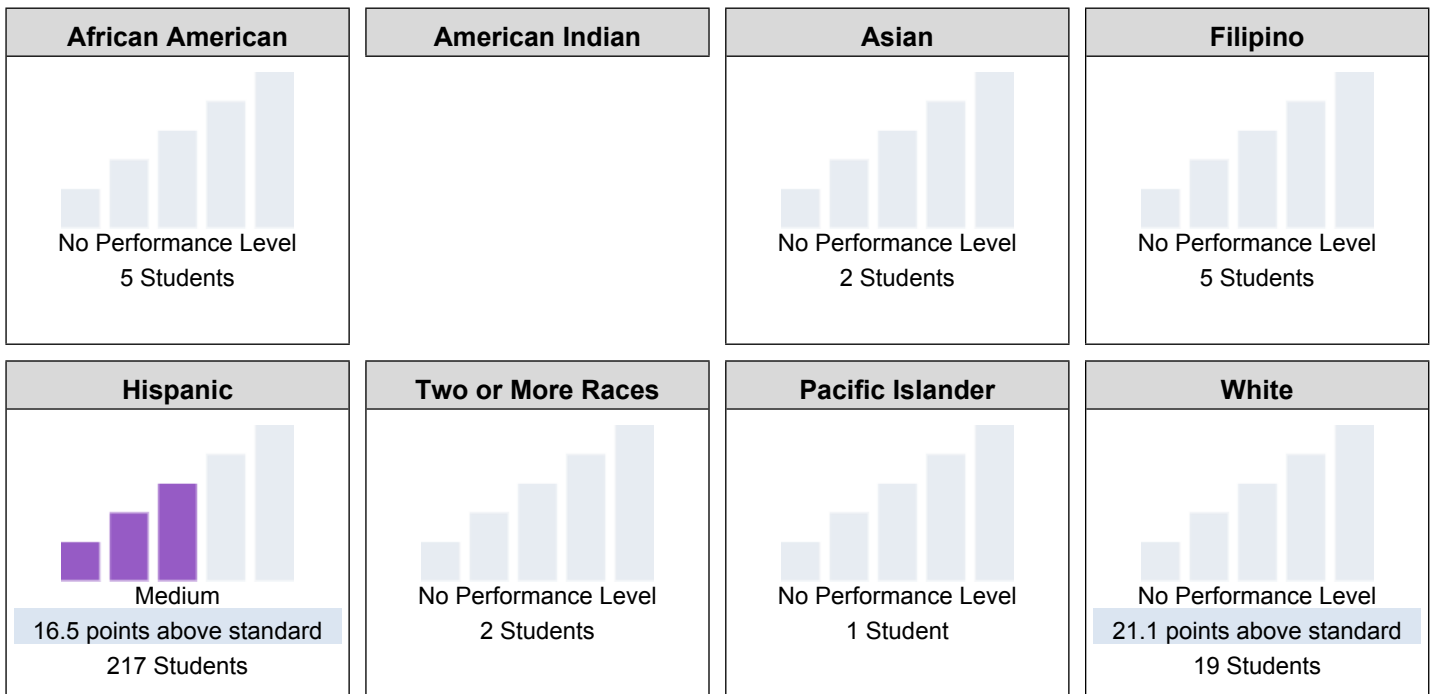 African American
No Performance Level
5 Students
American Indian
Asian
No Performance Level
2 Students
Filipino
No Performance Level
5 Students
Hispanic
Medium
16.5 points above standard
217 Students
Two or More Races
No Performance Level
2 Students
Pacific Islander
No Performance Level
1 Student
White
No Performance Level
21.1 points above standard
19 Students